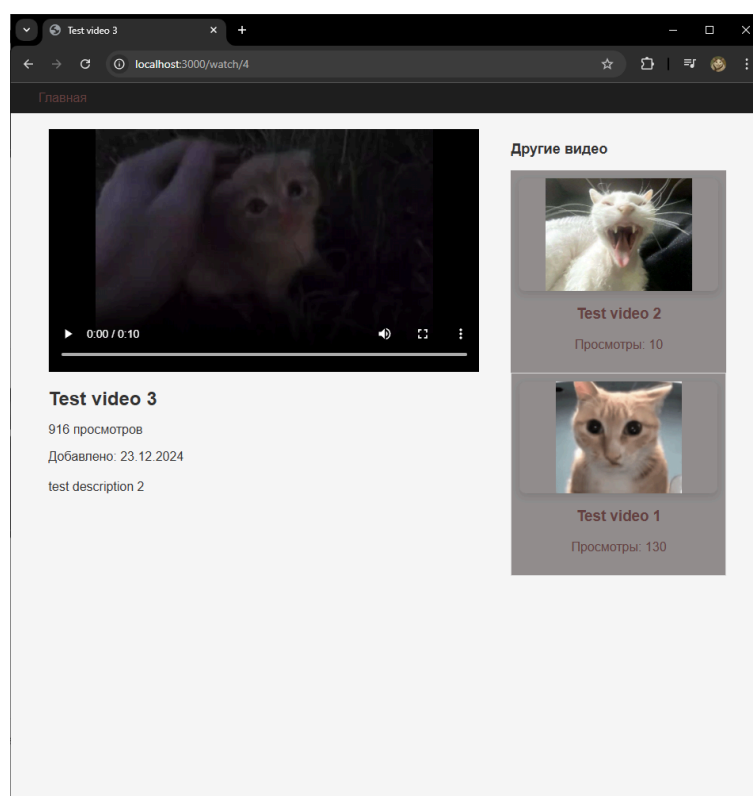 Test video 3
localhost:3000/watch/4
Главная
0:00 / 0:10
Test video 3
916 просмотров
Добавлено: 23.12.2024
test description 2
Другие видео
Test video 2
Просмотры: 10
Test video 1
Просмотры: 130